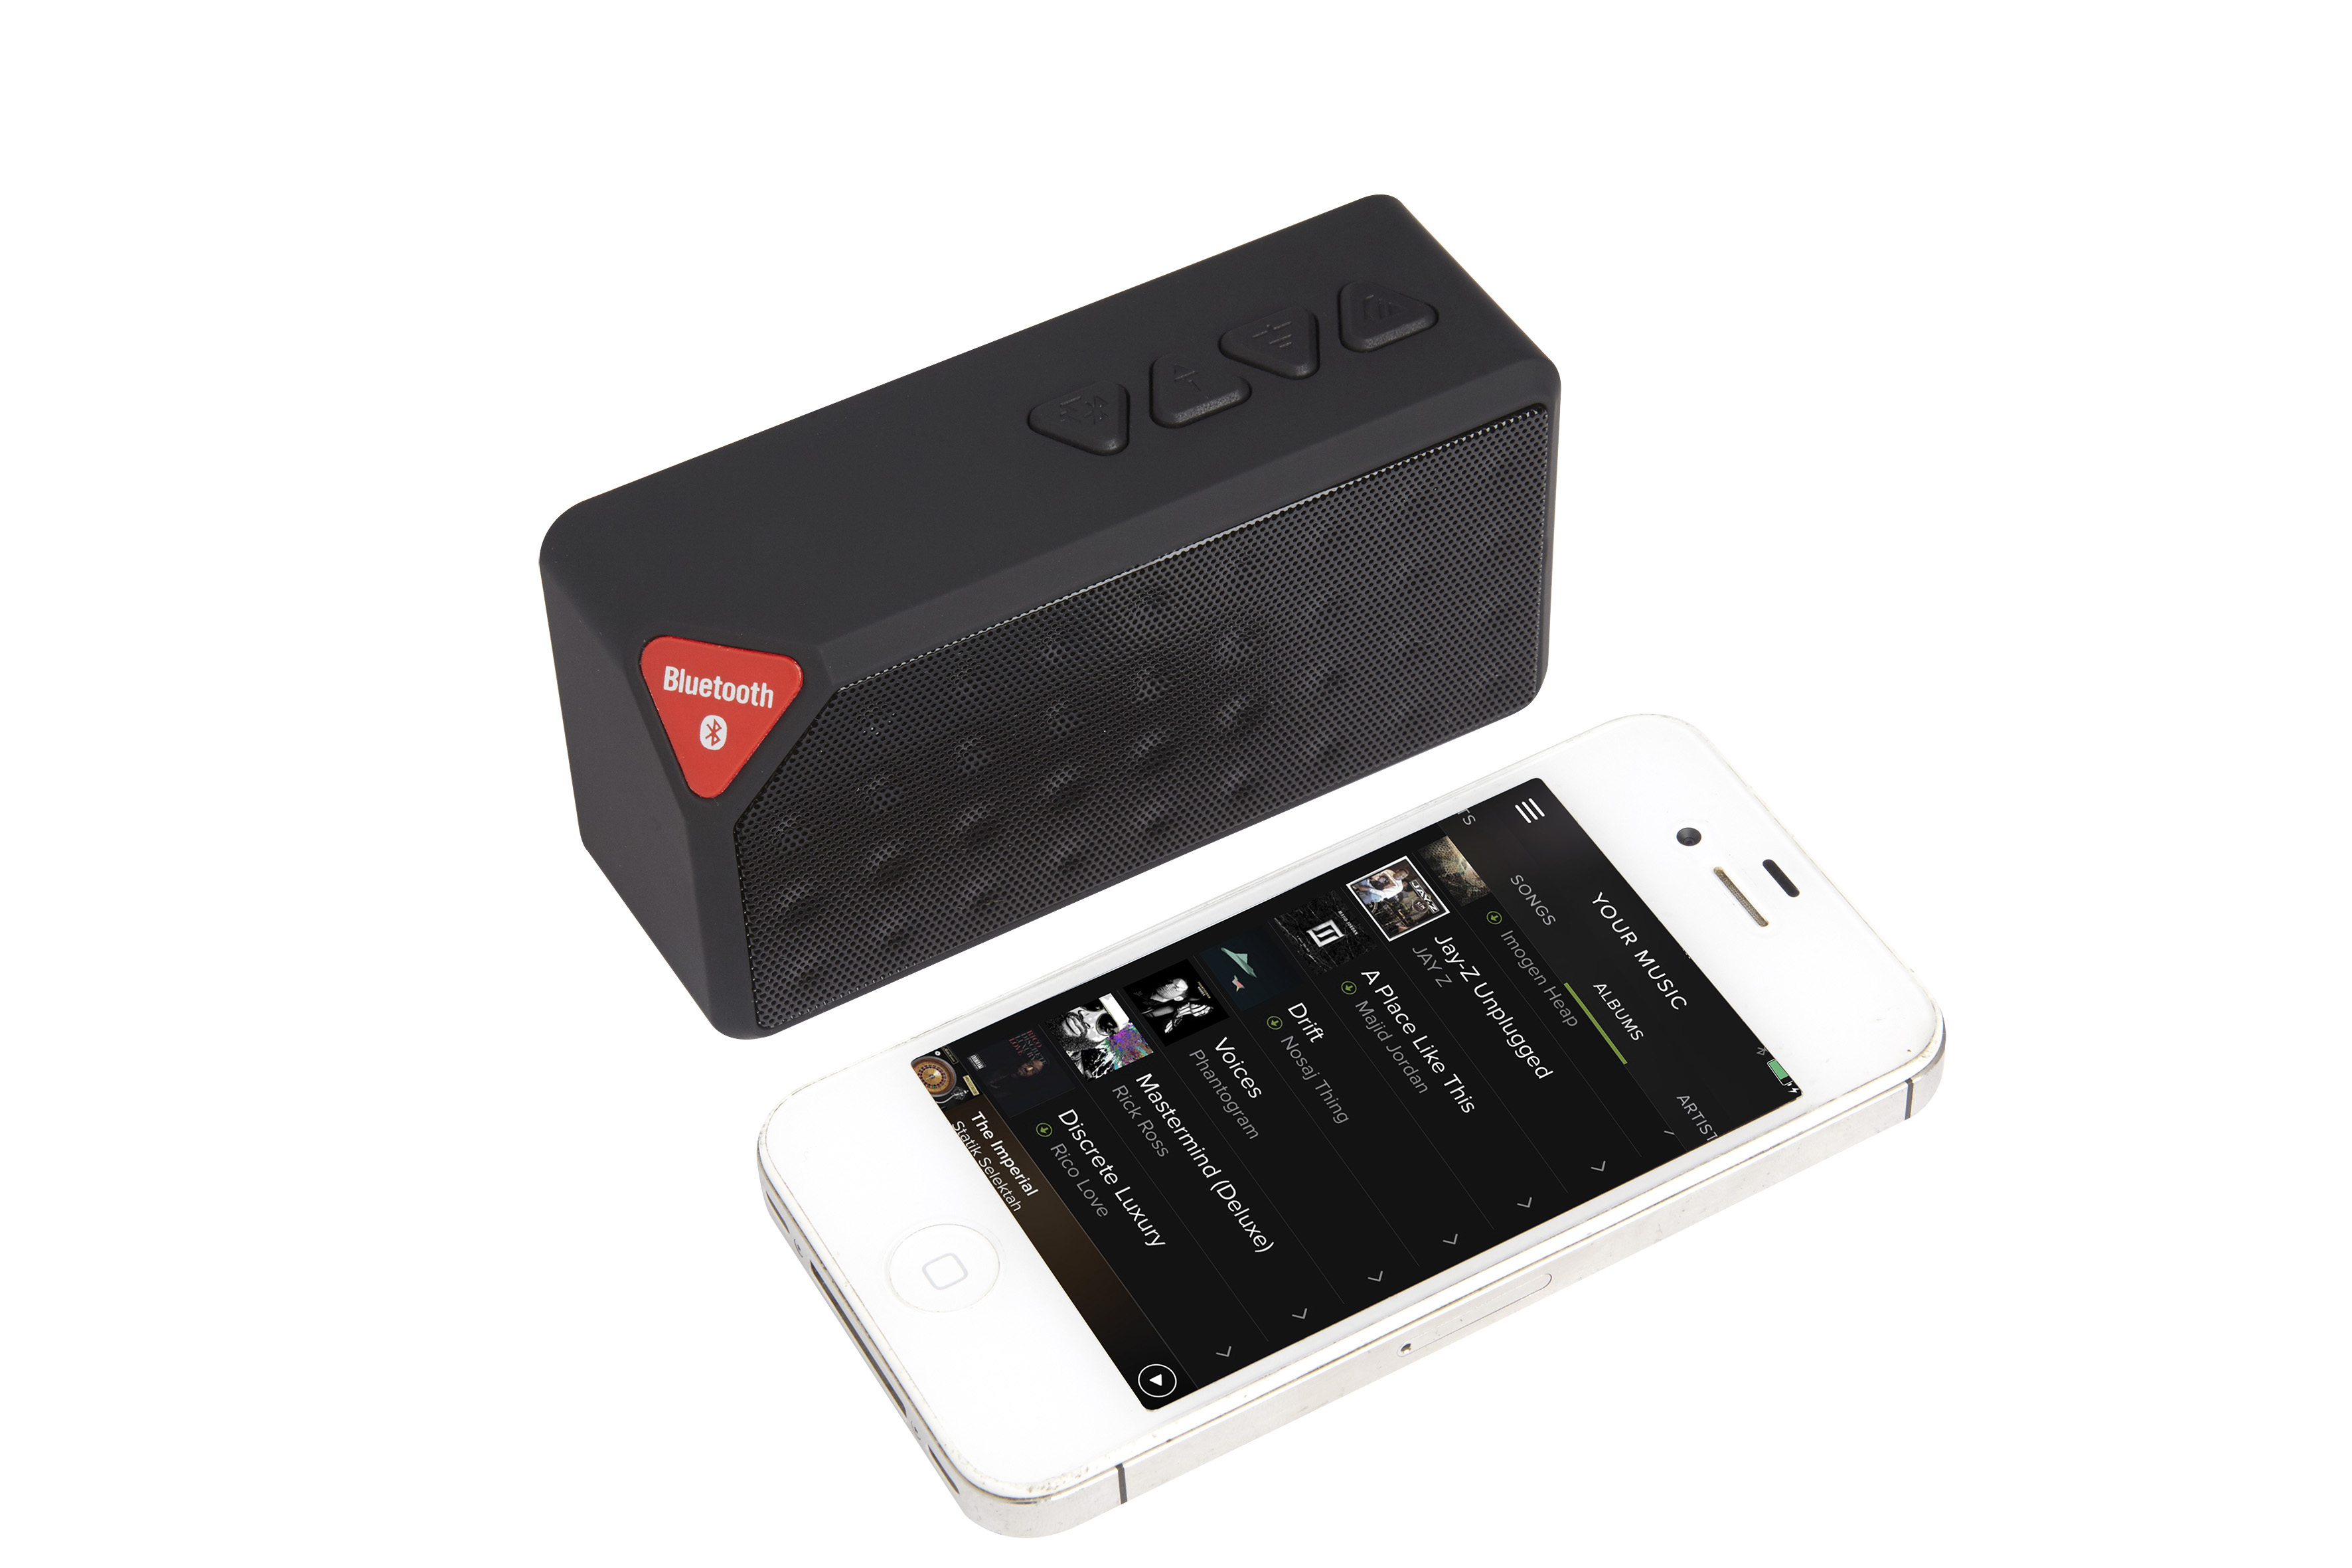 Bluetooth
YOUR MUSIC
SONGS
ALBUMS
ARTIST
Imogen Heap
Jay-Z Unplugged
JAY Z
A Place Like This
Majid Jordan
Drift
Nosaj Thing
Voices
Phantogram
Mastermind (Deluxe)
Rick Ross
Discrete Luxury
Rico Love
The Imperial
Statik Selektah